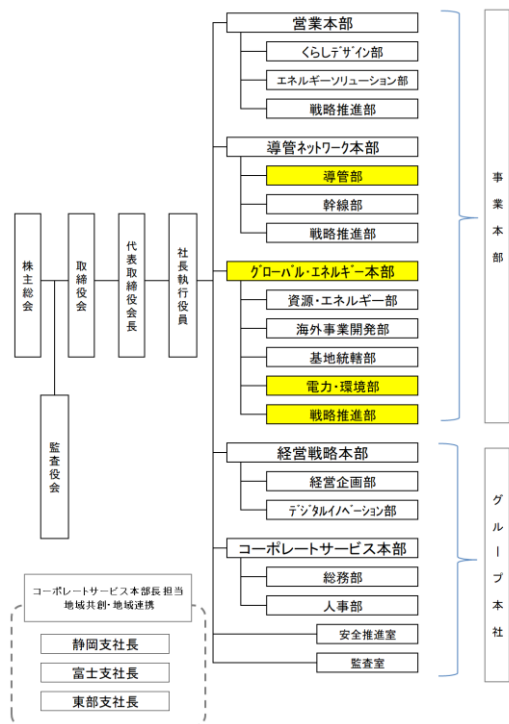 株主総会
監査役会
取締役会
代表取締役会長
社長執行役員
営業本部
くらしデザイン部
エネルギーソリューション部
戦略推進部
導管ネットワーク本部
導管部
幹線部
戦略推進部
グローバル・エネルギー本部
資源・エネルギー部
海外事業開発部
基地統轄部
電力・環境部
戦略推進部
事業本部
経営戦略本部
経営企画部
デジタルイノベーション部
コーポレートサービス本部
総務部
人事部
安全推進室
監査室
グループ本社
コーポレートサービス本部長担当
地域共創・地域連携
静岡支社長
富士支社長
東部支社長